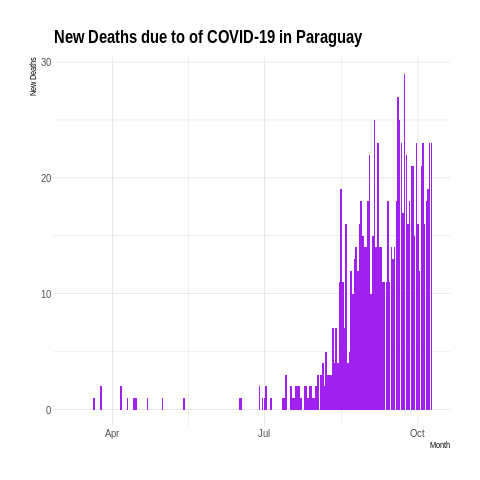 New Deaths due to of COVID-19 in Paraguay
New Deaths
30
20
10
0
Apr
Jul
Oct
Month